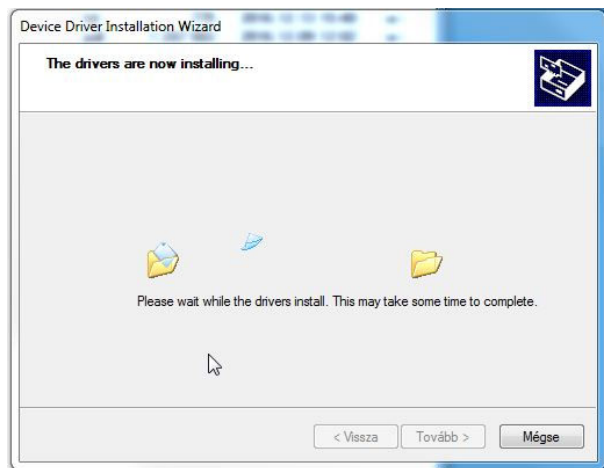 Device Driver Installation Wizard
The drivers are now installing...
Please wait while the drivers install. This may take some time to complete.
< Vissza Tovább > Mégse